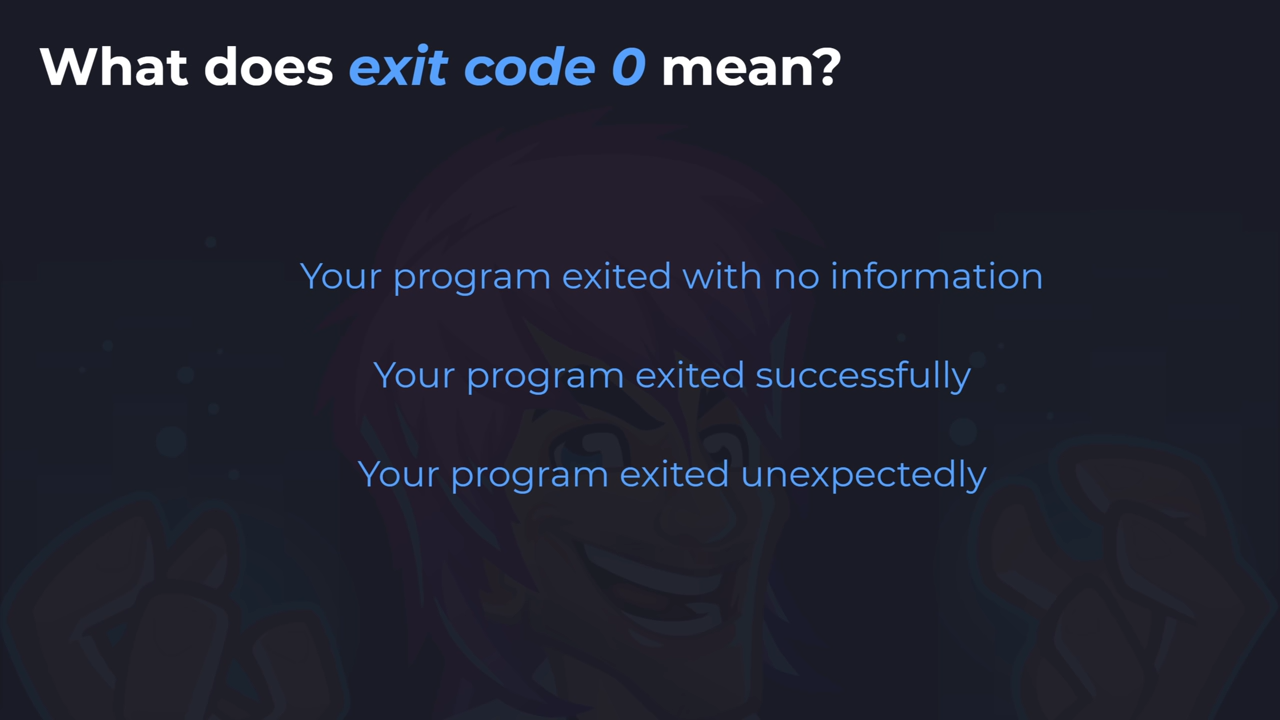 What does exit code 0 mean?
Your program exited with no information
Your program exited successfully
Your program exited unexpectedly